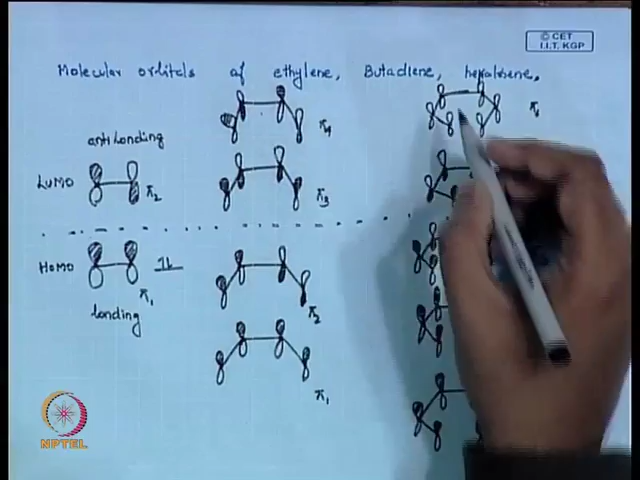 © CET
I.I.T. KGP
Molecular orbitals of ethylene, Butadiene, hexatriene.
antibonding
LUMO
π2
π4
π3
π6
HOMO
1L
π1
bonding
π2
π1
NPTEL